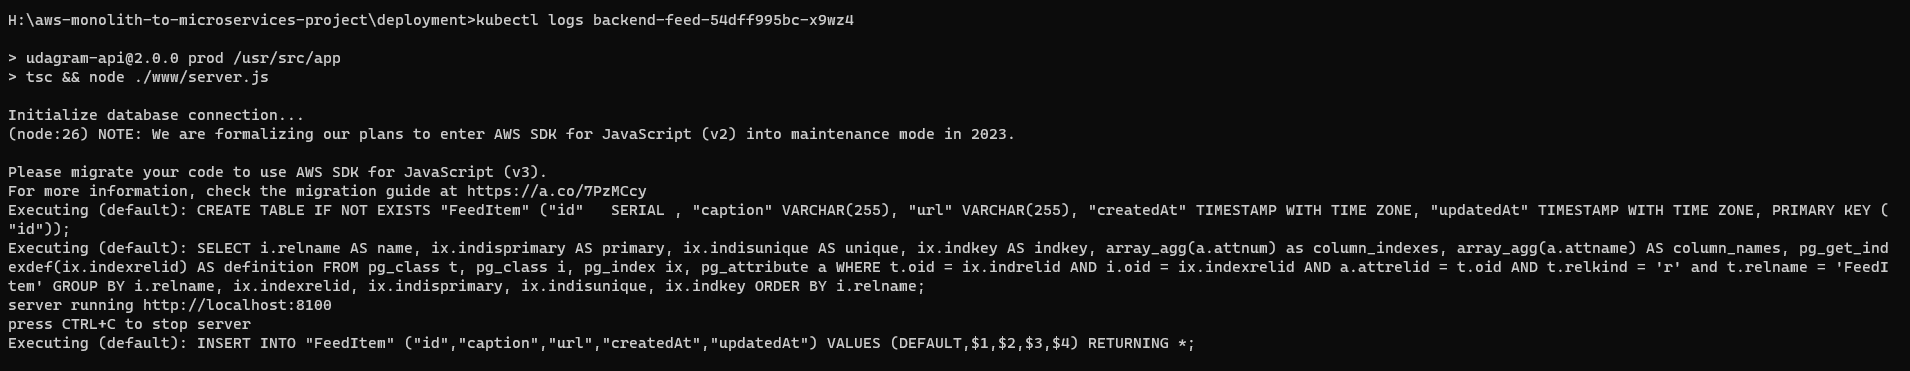 H:\aws-monolith-to-microservices-project\deployment>kubectl logs backend-feed-54dff995bc-x9wz4
> udagram-api@2.0.0 prod /usr/src/app
> tsc && node ./www/server.js
Initialize database connection...
(node:26) NOTE: We are formalizing our plans to enter AWS SDK for JavaScript (v2) into maintenance mode in 2023.
Please migrate your code to use AWS SDK for JavaScript (v3).
For more information, check the migration guide at https://a.co/7PzMCcy
Executing (default): CREATE TABLE IF NOT EXISTS "FeedItem" ("id"   SERIAL , "caption" VARCHAR(255), "url" VARCHAR(255), "createdAt" TIMESTAMP WITH TIME ZONE, "updatedAt" TIMESTAMP WITH TIME ZONE, PRIMARY KEY (
"id"));
Executing (default): SELECT i.relname AS name, ix.indisprimary AS primary, ix.indisunique AS unique, ix.indkey AS indkey, array_agg(a.attnum) as column_indexes, array_agg(a.attname) AS column_names, pg_get_ind
exdef(ix.indexrelid) AS definition FROM pg_class t, pg_class i, pg_index ix, pg_attribute a WHERE t.oid = ix.indrelid AND i.oid = ix.indexrelid AND a.attrelid = t.oid AND t.relkind = 'r' and t.relname = 'FeedI
tem' GROUP BY i.relname, ix.indexrelid, ix.indisprimary, ix.indisunique, ix.indkey ORDER BY i.relname;
server running http://localhost:8100
press CTRL+C to stop server
Executing (default): INSERT INTO "FeedItem" ("id","caption","url","createdAt","updatedAt") VALUES (DEFAULT,$1,$2,$3,$4) RETURNING *;